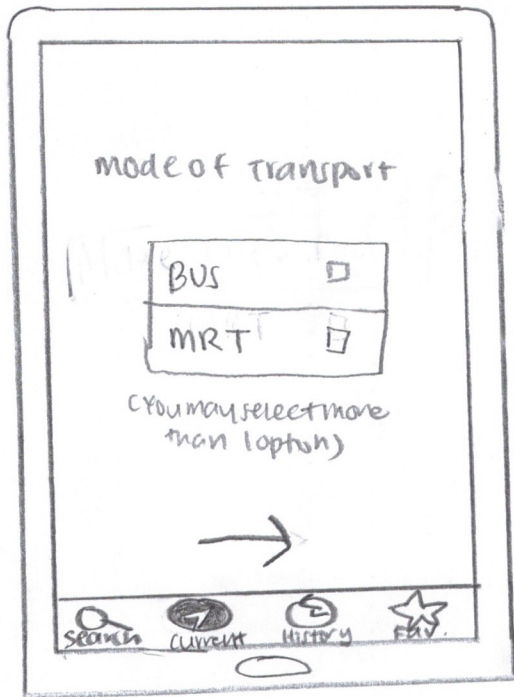 mode of Transport
BUS
MRT
(You may select more
than 1 option)
search current History Fav.